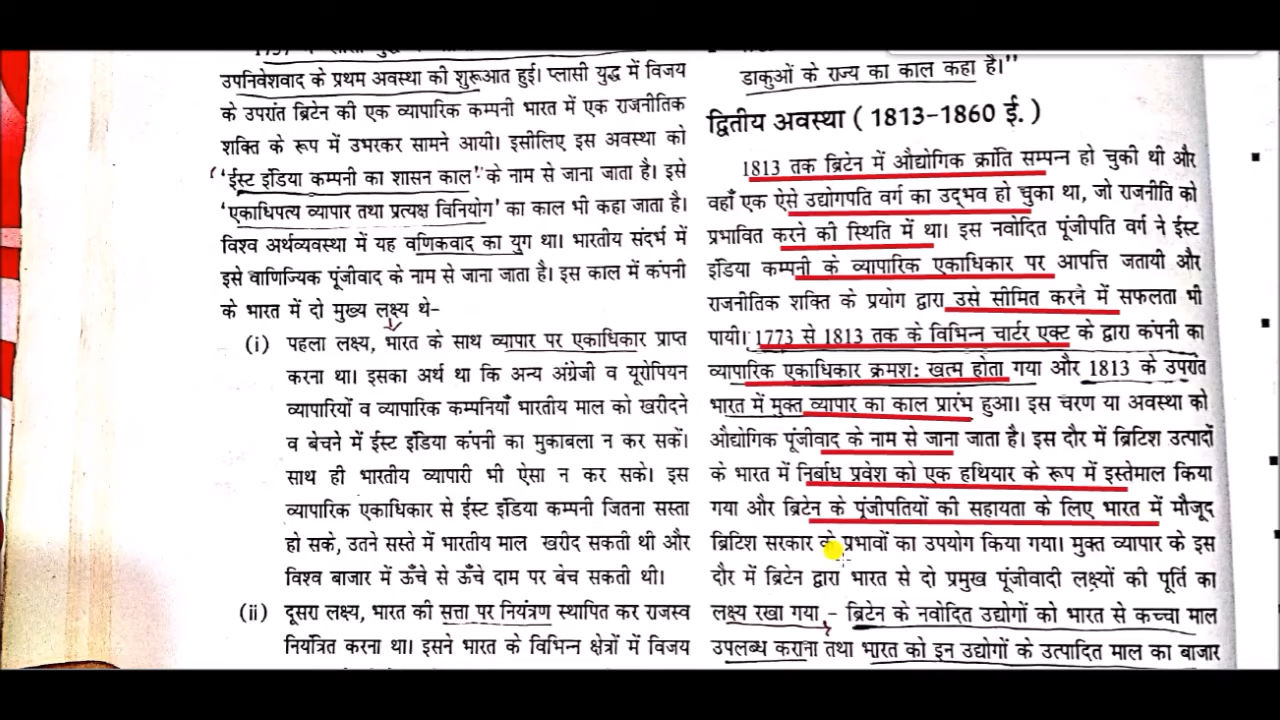 उपनिवेशवाद के प्रथम अवस्था की शुरूआत हुई। प्लासी युद्ध में विजय
के उपरांत ब्रिटेन की एक व्यापारिक कम्पनी भारत में एक राजनीतिक
शक्ति के रूप में उभरकर सामने आयी। इसीलिए इस अवस्था को
'ईस्ट इंडिया कम्पनी का शासन काल' के नाम से जाना जाता है। इसे
'एकाधिपत्य व्यापार तथा प्रत्यक्ष विनियोग' का काल भी कहा जाता है।
विश्व अर्थव्यवस्था में यह वणिकवाद का युग था। भारतीय संदर्भ में
इसे वाणिज्यिक पूंजीवाद के नाम से जाना जाता है। इस काल में कंपनी
के भारत में दो मुख्य लक्ष्य थे-
(i) पहला लक्ष्य, भारत के साथ व्यापार पर एकाधिकार प्राप्त
करना था। इसका अर्थ था कि अन्य अंग्रेजी व यूरोपियन
व्यापारियों व व्यापारिक कम्पनियाँ भारतीय माल को खरीदने
व बेचने में ईस्ट इंडिया कंपनी का मुकाबला न कर सकें।
साथ ही भारतीय व्यापारी भी ऐसा न कर सके। इस
व्यापारिक एकाधिकार से ईस्ट इंडिया कम्पनी जितना सस्ता
हो सके, उतने सस्ते में भारतीय माल खरीद सकती थी और
विश्व बाजार में ऊँचे से ऊँचे दाम पर बेच सकती थी।
(ii) दूसरा लक्ष्य, भारत की सत्ता पर नियंत्रण स्थापित कर राजस्व
नियंत्रित करना था। इसने भारत के विभिन्न क्षेत्रों में विजय
डाकुओं के राज्य का काल कहा है।"
द्वितीय अवस्था ( 1813-1860 ई. )
1813 तक ब्रिटेन में औद्योगिक क्रांति सम्पन्न हो चुकी थी और
वहाँ एक ऐसे उद्योगपति वर्ग का उद्भव हो चुका था, जो राजनीति को
प्रभावित करने की स्थिति में था। इस नवोदित पूंजीपति वर्ग ने ईस्ट
इंडिया कम्पनी के व्यापारिक एकाधिकार पर आपत्ति जतायी और
राजनीतिक शक्ति के प्रयोग द्वारा उसे सीमित करने में सफलता भी
पायी। 1773 से 1813 तक के विभिन्न चार्टर एक्ट के द्वारा कंपनी का
व्यापारिक एकाधिकार क्रमशः खत्म होता गया और 1813 के उपरांत
भारत में मुक्त व्यापार का काल प्रारंभ हुआ। इस चरण या अवस्था को
औद्योगिक पूंजीवाद के नाम से जाना जाता है। इस दौर में ब्रिटिश उत्पादों
के भारत में निर्बाध प्रवेश को एक हथियार के रूप में इस्तेमाल किया
गया और ब्रिटेन के पूंजीपतियों की सहायता के लिए भारत में मौजूद
ब्रिटिश सरकार के प्रभावों का उपयोग किया गया। मुक्त व्यापार के इस
दौर में ब्रिटेन द्वारा भारत से दो प्रमुख पूंजीवादी लक्ष्यों की पूर्ति का
लक्ष्य रखा गया - ब्रिटेन के नवोदित उद्योगों को भारत से कच्चा माल
उपलब्ध कराना तथा भारत को इन उद्योगों के उत्पादित माल का बाजार